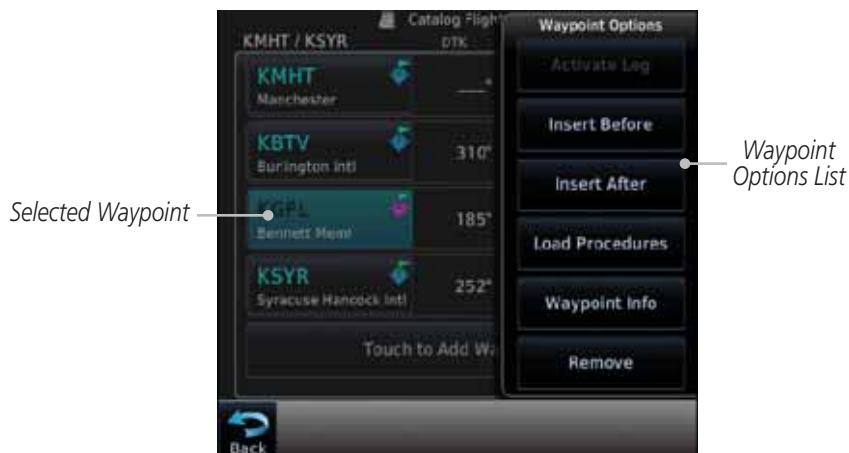 Catalog Fligh
KMHT / KSYR
DTK
KMHT
Manchester
___°
KBTV
Burlington Intl
310°
KGFL
Bennett Meml
185°
KSYR
Syracuse Hancock Intl
252°
Touch to Add Wa
Back
Waypoint Options
Activate Leg
Insert Before
Insert After
Load Procedures
Waypoint Info
Remove
Selected Waypoint
Waypoint
Options List